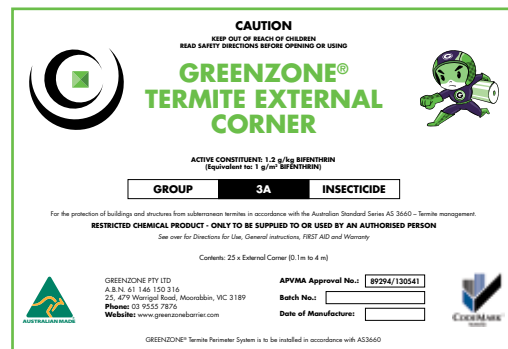 CAUTION
KEEP OUT OF REACH OF CHILDREN
READ SAFETY DIRECTIONS BEFORE OPENING OR USING
GREENZONE®
TERMITE EXTERNAL
CORNER
ACTIVE CONSTITUENT: 1.2 g/kg BIFENTHRIN
(Equivalent to: 1 g/m² BIFENTHRIN)
GROUP 3A INSECTICIDE
For the protection of buildings and structures from subterranean termites in accordance with the Australian Standard Series AS 3660 – Termite management.
RESTRICTED CHEMICAL PRODUCT - ONLY TO BE SUPPLIED TO OR USED BY AN AUTHORISED PERSON
See over for Directions for Use, General instructions, FIRST AID and Warranty
Contents: 25 x External Corner (0.1m to 4 m)
GREENZONE PTY LTD
A.B.N. 61 146 150 316
25, 479 Warrigal Road, Moorabbin, VIC 3189
Phone: 03 9555 7876
Website: www.greenzonebarrier.com
APVMA Approval No.: 89294/130541
Batch No.:
Date of Manufacture:
AUSTRALIAN MADE
CODEMARK
GREENZONE® Termite Perimeter System is to be installed in accordance with AS3660